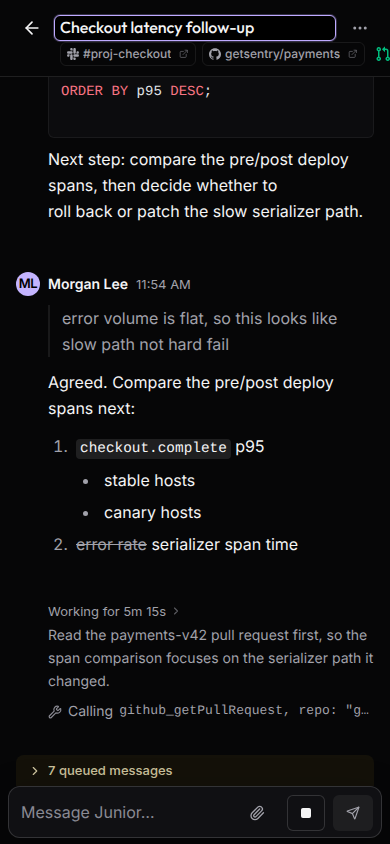 Checkout latency follow-up
#proj-checkout getsentry/payments
ORDER BY p95 DESC;
Next step: compare the pre/post deploy
spans, then decide whether to
roll back or patch the slow serializer path.
ML Morgan Lee 11:54 AM
error volume is flat, so this looks like
slow path not hard fail
Agreed. Compare the pre/post deploy
spans next:
1. checkout.complete p95
• stable hosts
• canary hosts
2. error rate serializer span time
Working for 5m 15s
Read the payments-v42 pull request first, so the
span comparison focuses on the serializer path it
changed.
Calling github_getPullRequest, repo: "g…
7 queued messages
Message Junior...